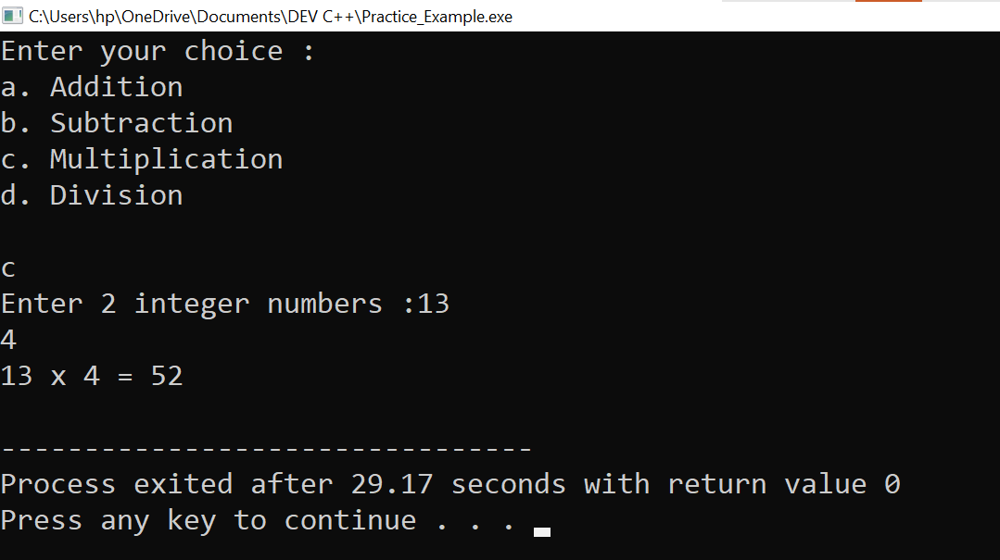 C:\Users\hp\OneDrive\Documents\DEV C++\Practice_Example.exe
Enter your choice :
a. Addition
b. Subtraction
c. Multiplication
d. Division
c
Enter 2 integer numbers :13
4
13 x 4 = 52
--------------------------------
Process exited after 29.17 seconds with return value 0
Press any key to continue . . .